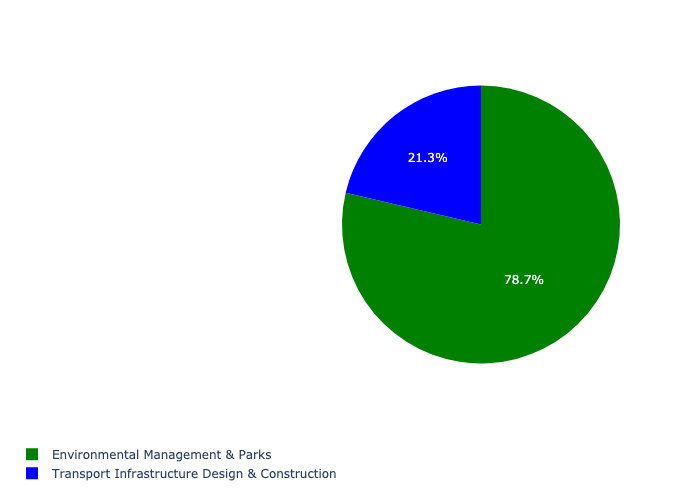 21.3%
78.7%
Environmental Management & Parks
Transport Infrastructure Design & Construction